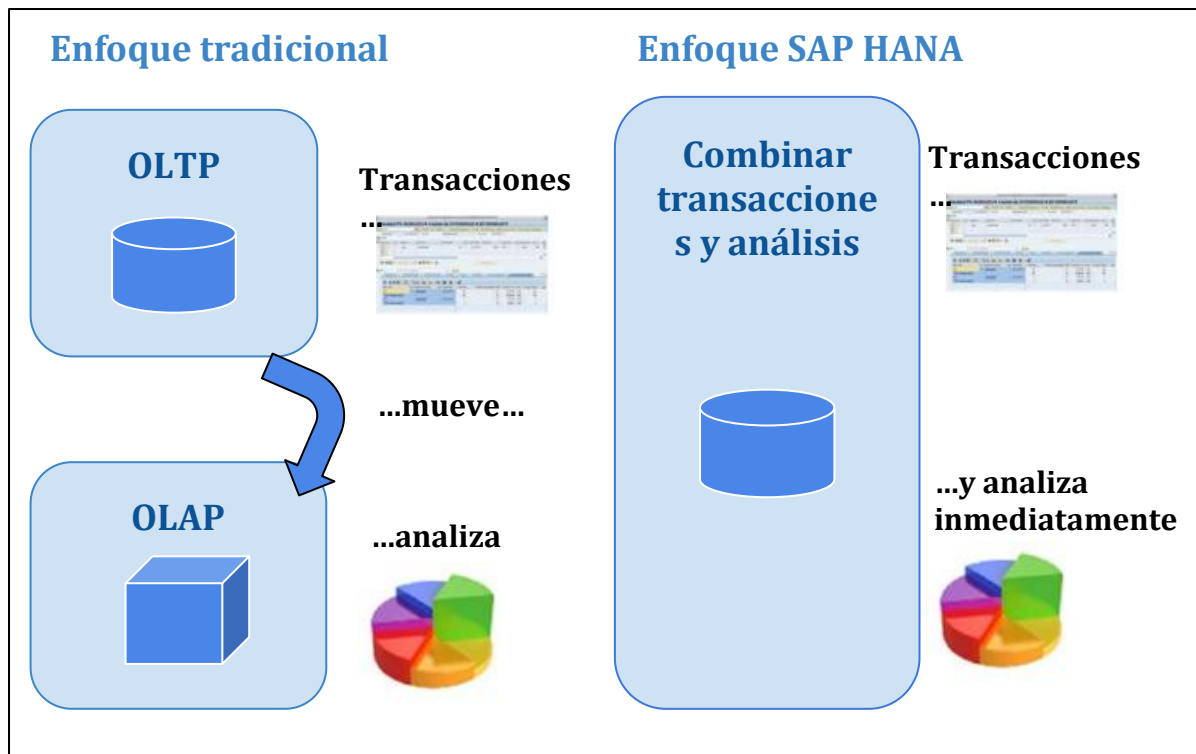 Enfoque tradicional
OLTP
Transacciones
...
...mueve...
OLAP
...analiza
Enfoque SAP HANA
Combinar
transaccione
s y análisis
Transacciones
...
...y analiza
inmediatamente